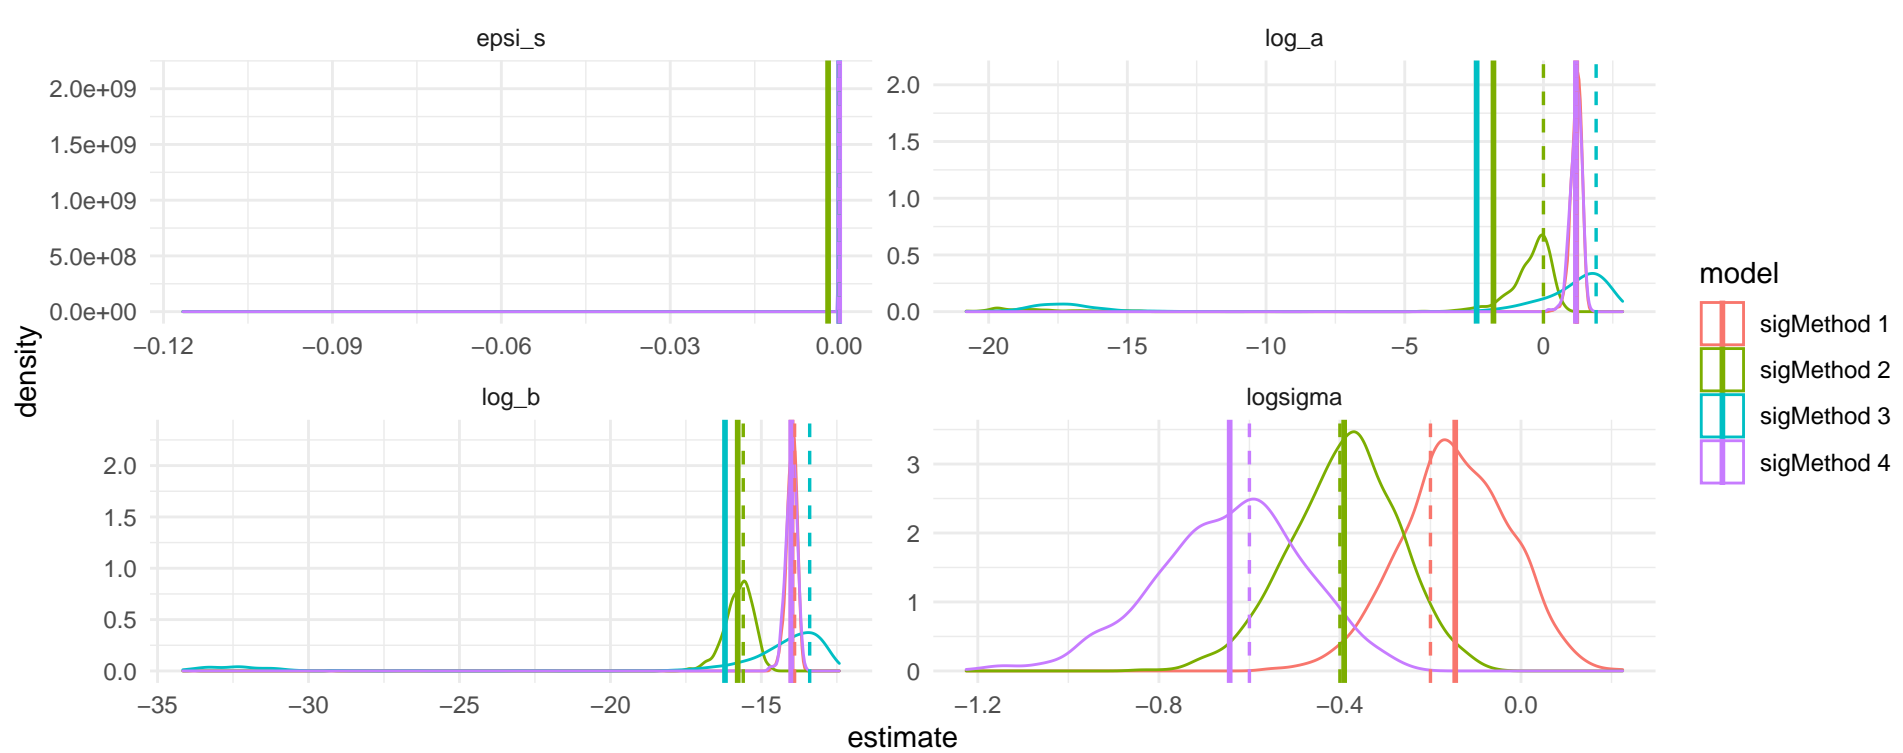 epsi_s
log_a
2.0e+09
1.5e+09
1.0e+09
5.0e+08
0.0e+00
−0.12 −0.09 −0.06 −0.03 0.00
2.0
1.5
1.0
0.5
0.0
−20 −15 −10 −5 0
log_b
logsigma
2.0
1.5
1.0
0.5
0.0
−35 −30 −25 −20 −15
3
2
1
0
−1.2 −0.8 −0.4 0.0
density
estimate
model
sigMethod 1
sigMethod 2
sigMethod 3
sigMethod 4